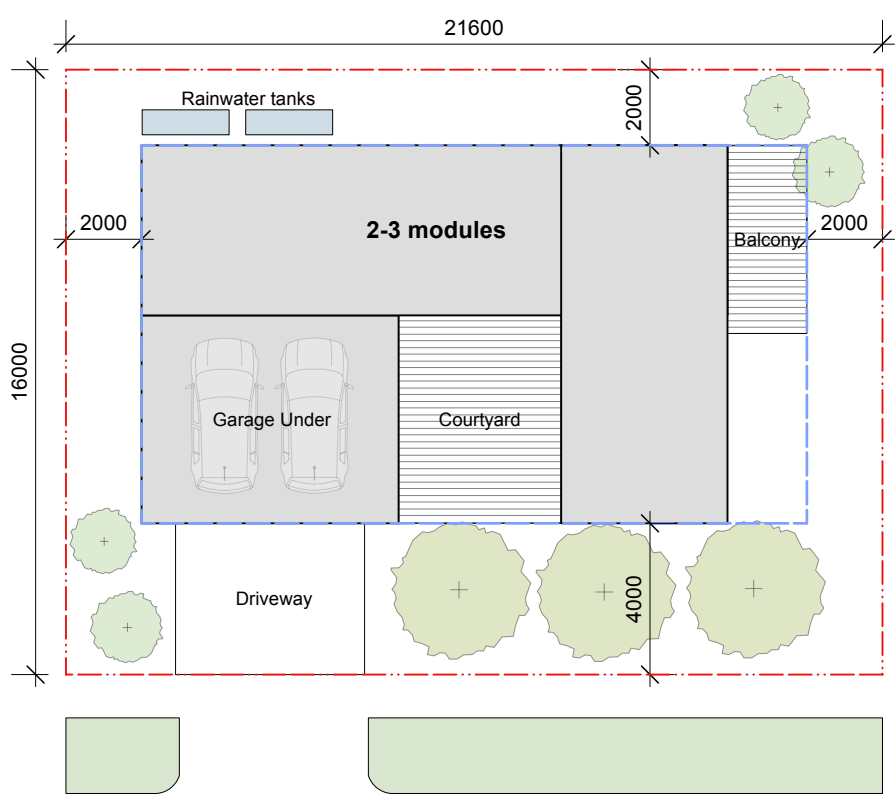 21600
Rainwater tanks
2000
2000
2-3 modules
2000
Balcony
16000
Garage Under
Courtyard
Driveway
4000